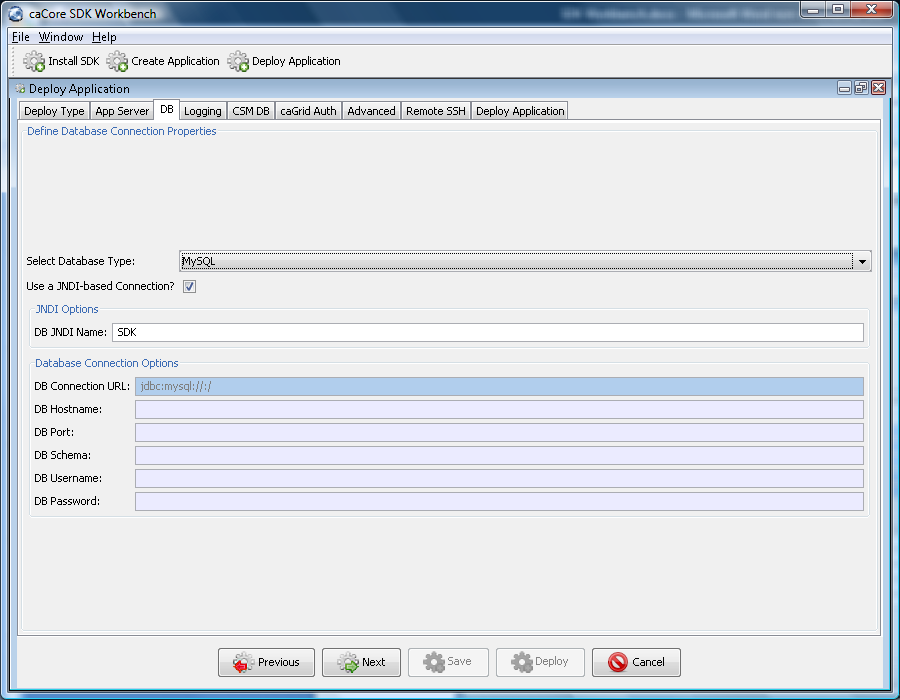 caCore SDK Workbench
File Window Help
Install SDK Create Application Deploy Application
Deploy Application
Deploy Type App Server DB Logging CSM DB caGrid Auth Advanced Remote SSH Deploy Application
Define Database Connection Properties
Select Database Type: MySQL
Use a JNDI-based Connection?
JNDI Options
DB JNDI Name: SDK
Database Connection Options
DB Connection URL: jdbc:mysql://:/
DB Hostname:
DB Port:
DB Schema:
DB Username:
DB Password:
Previous Next Save Deploy Cancel